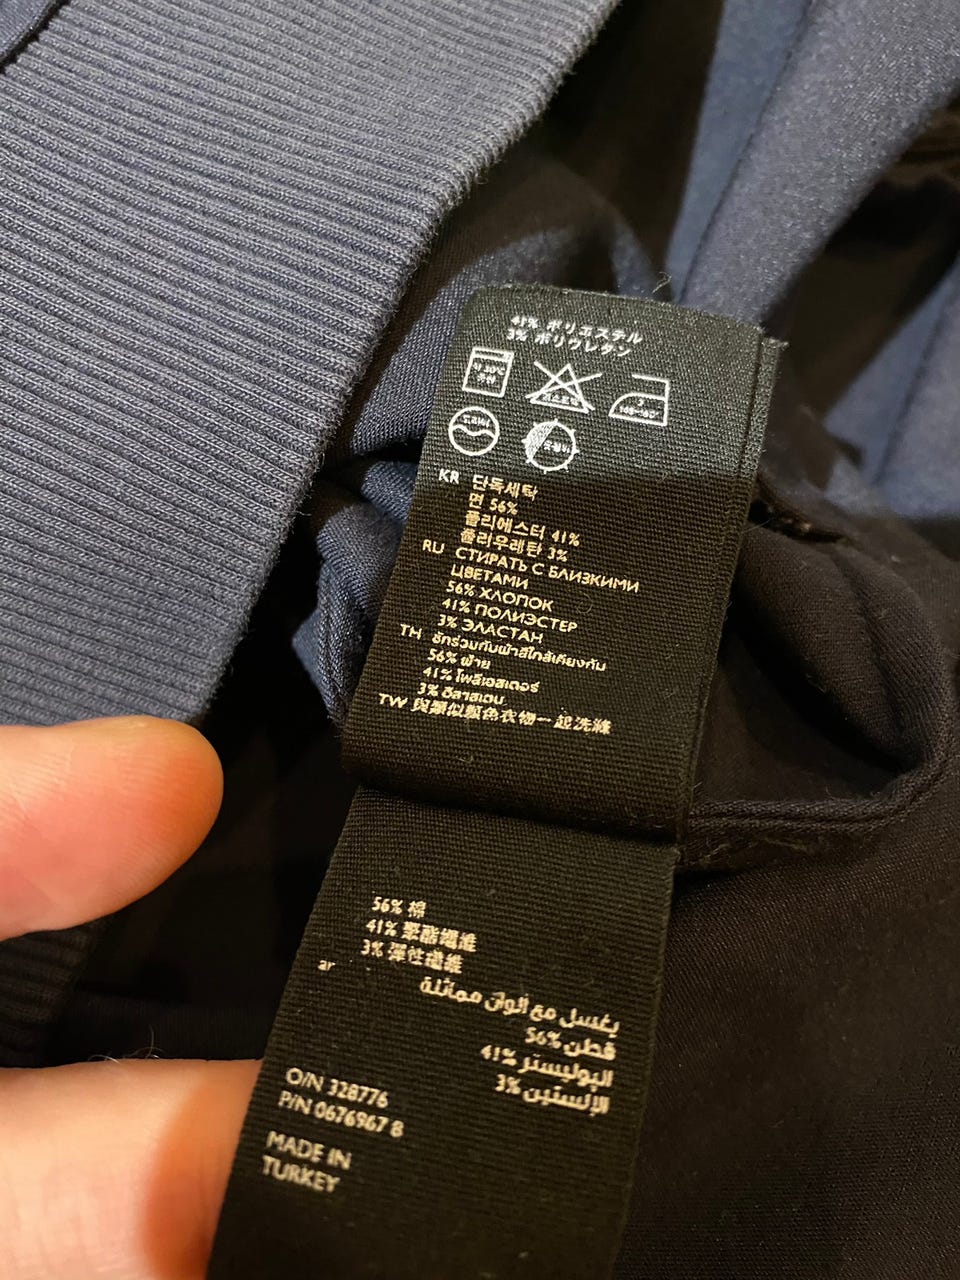 41% ポリエステル
3% ポリウレタン
KR 단독세탁
면 56%
폴리에스터 41%
폴리우레탄 3%
RU СТИРАТЬ С БЛИЗКИМИ
ЦВЕТАМИ
56% ХЛОПОК
41% ПОЛИЭСТЕР
3% ЭЛАСТАН
TH ซักร่วมกับผ้าสีใกล้เคียงกัน
56% ฝ้าย
41% โพลีเอสเตอร์
3% อีลาสเตน
TW 與類似顏色衣物一起洗滌
56% 棉
41% 聚酯纖維
3% 彈性纖維
ar
يغسل مع ألوان مماثلة
قطن %56
البوليستر %41
الإلستين %3
O/N 328776
P/N 0676967 8
MADE IN
TURKEY